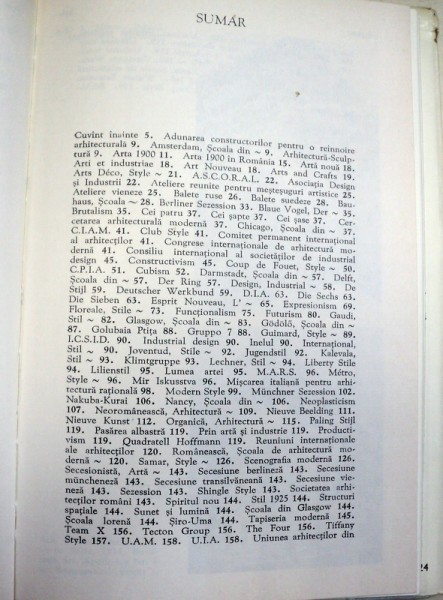 SUMAR
Cuvînt înainte 5. Adunarea constructorilor pentru o reînnoire
arhitecturală 9. Amsterdam, Școala din ~ 9. Arhitectură-Sculp-
tură 9. Arta 1900 11. Arta 1900 în România 15. Artă nouă 18.
Arti et industriae 18. Art Nouveau 18. Arts and Crafts 19.
Arts Déco, Style ~ 21. A.S.C.O.R.A.L. 22. Asociația Design
și Industrii 22. Ateliere reunite pentru meșteșuguri artistice 25.
Ateliere vieneze 25. Balete ruse 26. Balete suedeze 28. Bau-
haus, Școala ~ 28. Berliner Sezession 33. Blaue Vogel, Der ~ 35.
Brutalism 35. Cei patru 37. Cei șapte 37. Cei șase 37. Cer-
cetarea arhitecturală modernă 37. Chicago, Școala din ~ 37.
C.I.A.M. 41. Club Style 41. Comitet permanent internațional
al arhitecților 41. Congrese internaționale de arhitectură mo-
dernă 41. Consiliu internațional al societăților de industrial
design 45. Constructivism 45. Coup de Fouet, Style ~ 50.
C.P.I.A. 51. Cubism 52. Darmstadt, Școala din ~ 57. Delft,
Școala din ~ 57. Der Ring 57. Design, Industrial ~ 58. De
Stijl 59. Deutscher Werkbund 59. D.I.A. 63. Die Sechs 63.
Die Sieben 63. Esprit Nouveau, L' ~ 65. Expresionism 69.
Floreale, Stile ~ 73. Funcționalism 75. Futurism 80. Gaudí,
Stil ~ 82. Glasgow, Școala din ~ 83. Gödölö, Școala din ~
87. Golubaia Ptița 88. Gruppo 7 88. Guimard, Style ~ 89.
I.C.S.I.D. 90. Industrial design 90. Inelul 90. Internațional,
Stil ~ 90. Joventud, Stile ~ 92. Jugendstil 92. Kalevala,
Stil ~ 93. Klimtgruppe 93. Lechner, Stil ~ 94. Liberty Stile
94. Lilienstil 95. Lumea artei 95. M.A.R.S. 96. Métro,
Style ~ 96. Mir Iskusstva 96. Mișcarea italiană pentru arhi-
tectura rațională 98. Modern Style 99. Münchner Sezession 102.
Nakuba-Kurai 106. Nancy, Școala din ~ 106. Neoplasticism
107. Neoromânească, Arhitectură ~ 109. Nieuve Beelding 111.
Nieuve Kunst 112. Organică, Arhitectură ~ 115. Paling Stijl
119. Pasărea albastră 119. Prin artă și industrie 119. Producti-
vism 119. Quadratell Hoffmann 119. Reuniuni internaționale
ale arhitecților 120. Românească, Școala de arhitectură mo-
dernă ~ 120. Samar, Style ~ 126. Scenografia modernă 126.
Secesionistă, Artă ~ 143. Secesiune berlineză 143. Secesiune
müncheneză 143. Secesiune transilvăneană 143. Secesiune vie-
neză 143. Sezession 143. Shingle Style 143. Societatea arhi-
tecților români 143. Spiritul nou 144. Stil 1925 144. Structuri
spațiale 144. Sunet și lumină 144. Școala din Glasgow 144.
Școala lorenă 144. Șiro-Uma 144. Tapiseria modernă 145.
Team X 156. Tecton Group 156. The Four 156. Tiffany
Style 157. U.A.M. 158. U.I.A. 158. Uniunea arhitecților din
24